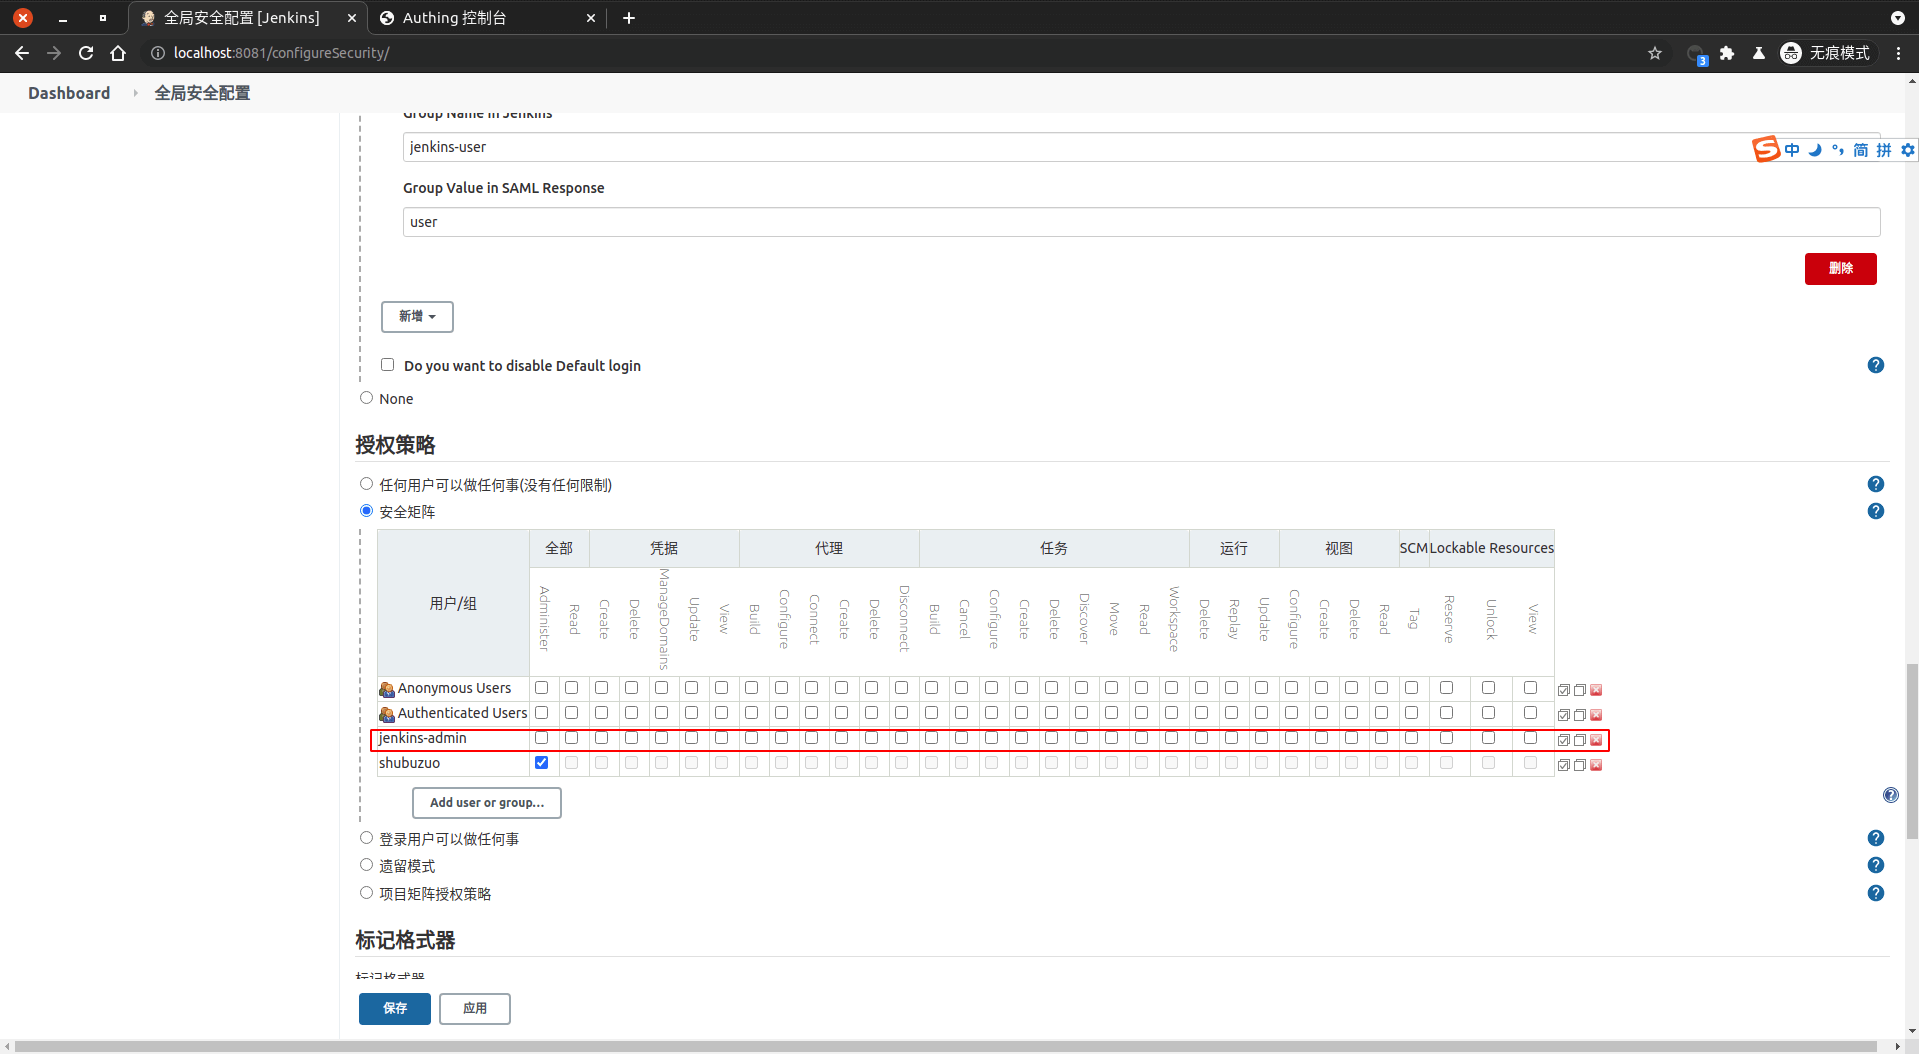 全局安全配置 [Jenkins]
Authing 控制台
localhost:8081/configureSecurity/
3
无痕模式
Dashboard
全局安全配置
Group Name in Jenkins
jenkins-user
中 简 拼
Group Value in SAML Response
user
删除
新增
Do you want to disable Default login
?
None
授权策略
任何用户可以做任何事(没有任何限制)
?
安全矩阵
?
用户/组
全部 凭据 代理 任务 运行 视图 SCM Lockable Resources
Administer Read Create Delete ManageDomains Update View Build Configure Connect Create Delete Disconnect Build Cancel Configure Create Delete Discover Move Read Workspace Delete Replay Update Configure Create Delete Read Tag Reserve Unlock View
Anonymous Users
Authenticated Users
jenkins-admin
shubuzuo
Add user or group...
?
登录用户可以做任何事
?
遗留模式
?
项目矩阵授权策略
?
标记格式器
标记格式器
保存
应用